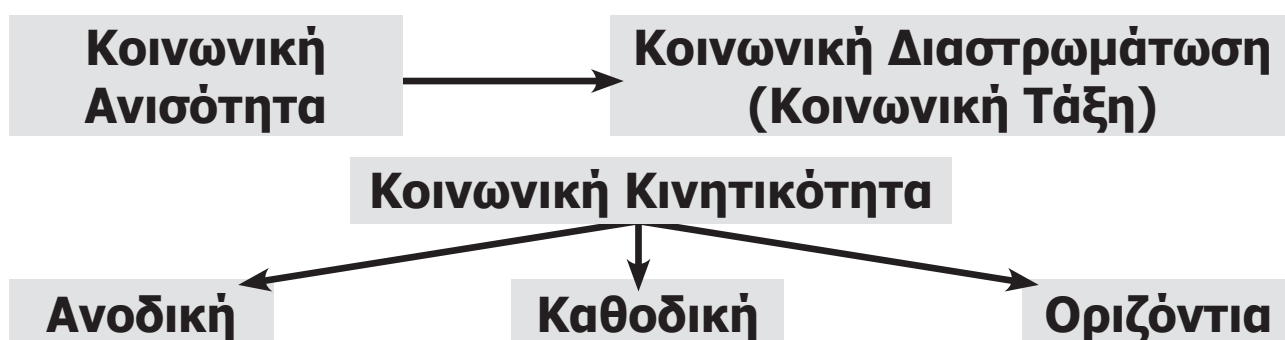 Κοινωνική
Ανισότητα
Κοινωνική Διαστρωμάτωση
(Κοινωνική Τάξη)
Κοινωνική Κινητικότητα
Ανοδική
Καθοδική
Οριζόντια